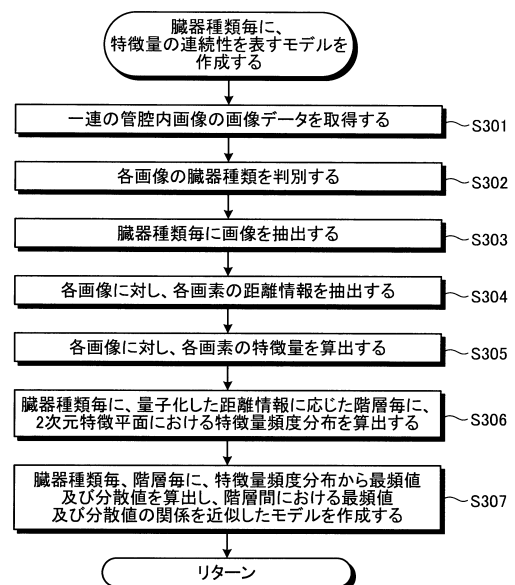 臓器種類毎に、
特徴量の連続性を表すモデルを
作成する
一連の管腔内画像の画像データを取得する
S301
各画像の臓器種類を判別する
S302
臓器種類毎に画像を抽出する
S303
各画像に対し、各画素の距離情報を抽出する
S304
各画像に対し、各画素の特徴量を算出する
S305
臓器種類毎に、量子化した距離情報に応じた階層毎に、
2次元特徴平面における特徴量頻度分布を算出する
S306
臓器種類毎、階層毎に、特徴量頻度分布から最頻値
及び分散値を算出し、階層間における最頻値
及び分散値の関係を近似したモデルを作成する
S307
リターン